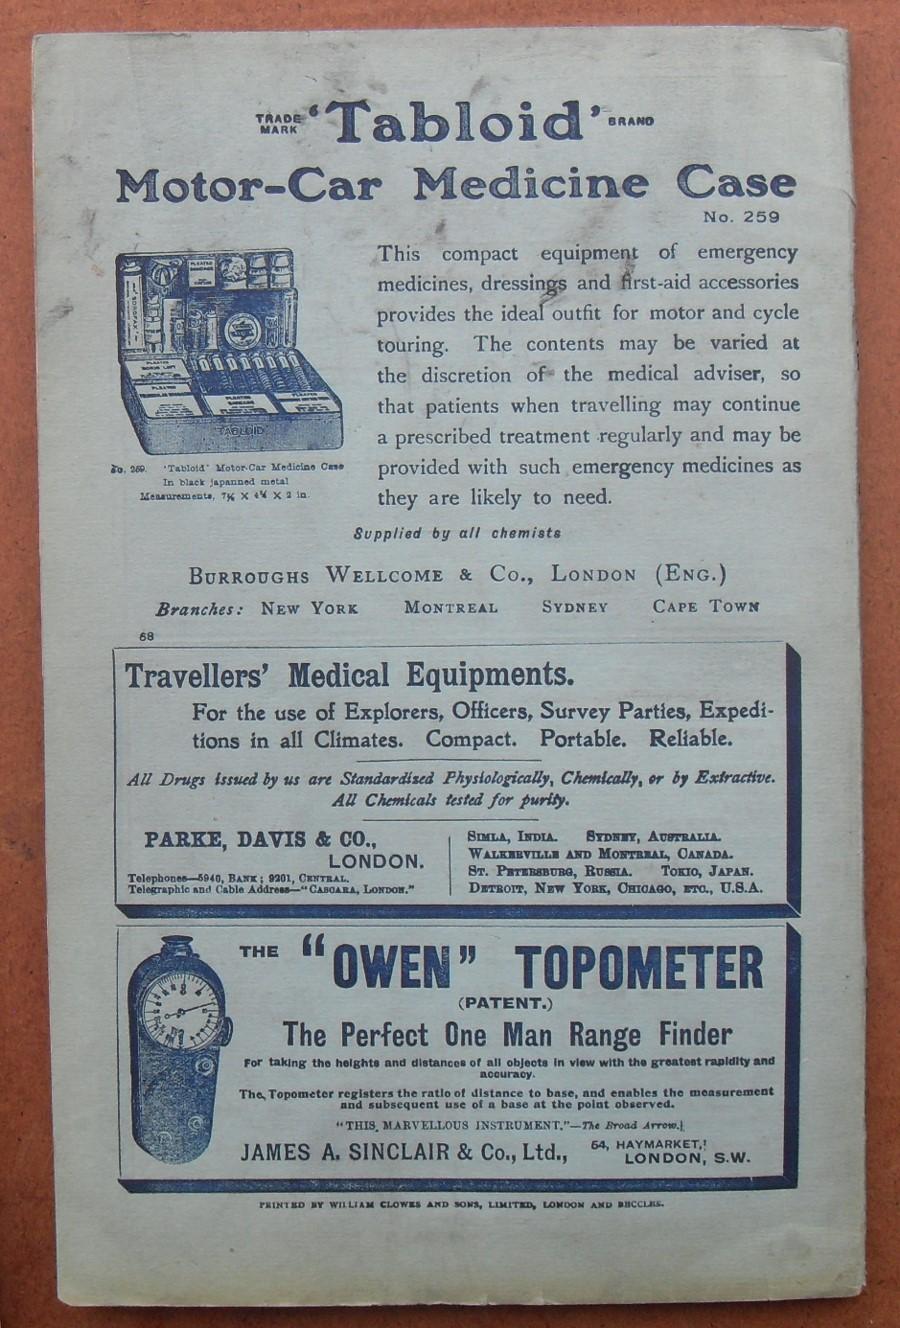 TRADE MARK 'Tabloid' BRAND
Motor-Car Medicine Case
No. 259
This compact equipment of emergency
medicines, dressings and first-aid accessories
provides the ideal outfit for motor and cycle
touring. The contents may be varied at
the discretion of the medical adviser, so
that patients when travelling may continue
a prescribed treatment regularly and may be
provided with such emergency medicines as
they are likely to need.
TABLOID
No. 259. 'Tabloid' Motor-Car Medicine Case
In black japanned metal
Measurements, 7¼ X 4¼ X 2 in.
Supplied by all chemists
BURROUGHS WELLCOME & CO., LONDON (ENG.)
Branches: NEW YORK MONTREAL SYDNEY CAPE TOWN
68
Travellers' Medical Equipments.
For the use of Explorers, Officers, Survey Parties, Expedi-
tions in all Climates. Compact. Portable. Reliable.
All Drugs issued by us are Standardized Physiologically, Chemically, or by Extractive.
All Chemicals tested for purity.
PARKE, DAVIS & CO.,
LONDON.
Telephones—5940, BANK; 9201, CENTRAL.
Telegraphic and Cable Address—"CASCARA, LONDON."
SIMLA, INDIA. SYDNEY, AUSTRALIA.
WALKERVILLE AND MONTREAL, CANADA.
ST. PETERSBURG, RUSSIA. TOKIO, JAPAN.
DETROIT, NEW YORK, CHICAGO, ETC., U.S.A.
THE "OWEN" TOPOMETER
(PATENT.)
The Perfect One Man Range Finder
For taking the heights and distances of all objects in view with the greatest rapidity and
accuracy.
The Topometer registers the ratio of distance to base, and enables the measurement
and subsequent use of a base at the point observed.
"THIS MARVELLOUS INSTRUMENT."—The Broad Arrow.
JAMES A. SINCLAIR & Co., Ltd., 54, HAYMARKET,
LONDON, S.W.
PRINTED BY WILLIAM CLOWES AND SONS, LIMITED, LONDON AND BECCLES.